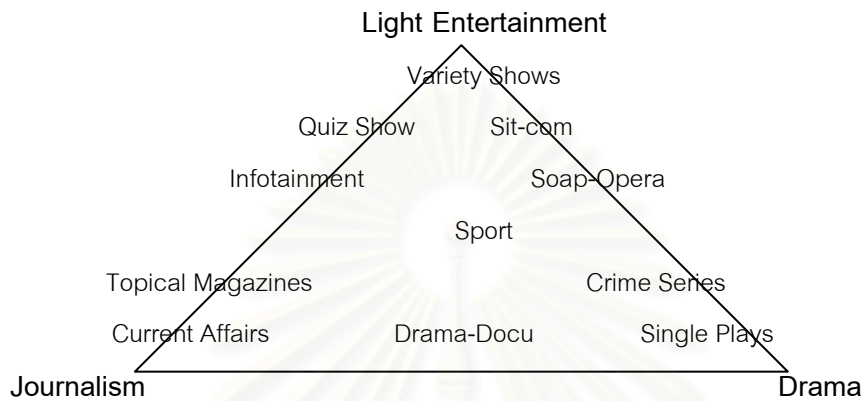 Light Entertainment
Variety Shows
Quiz Show Sit-com
Infotainment Soap-Opera
Sport
Topical Magazines Crime Series
Current Affairs Drama-Docu Single Plays
Journalism Drama